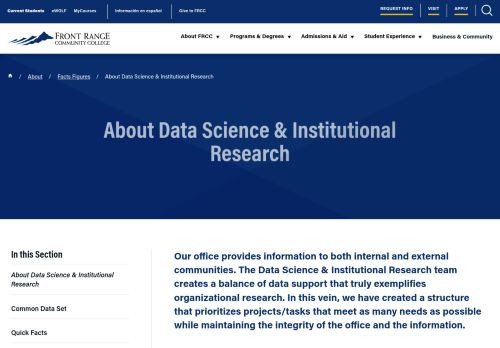 Current Students eWOLF MyCourses Información en español Give to FRCC REQUEST INFO VISIT APPLY
FRONT RANGE
COMMUNITY COLLEGE
About FRCC Programs & Degrees Admissions & Aid Student Experience Business & Community
/ About / Facts Figures / About Data Science & Institutional Research
About Data Science & Institutional
Research
In this Section
About Data Science & Institutional
Research
Common Data Set
Quick Facts
Our office provides information to both internal and external
communities. The Data Science & Institutional Research team
creates a balance of data support that truly exemplifies
organizational research. In this vein, we have created a structure
that prioritizes projects/tasks that meet as many needs as possible
while maintaining the integrity of the office and the information.